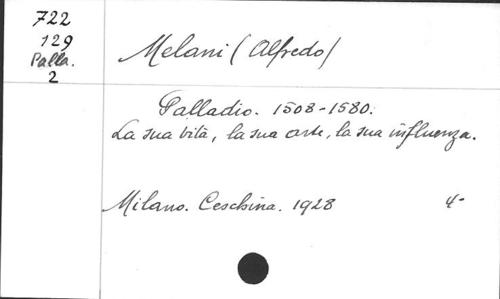 722
129
Palla.
2
Melani (Alfredo)
Palladio. 1508-1580.
La sua vita, la sua arte, la sua influenza.
Milano. Ceschina. 1928 4-